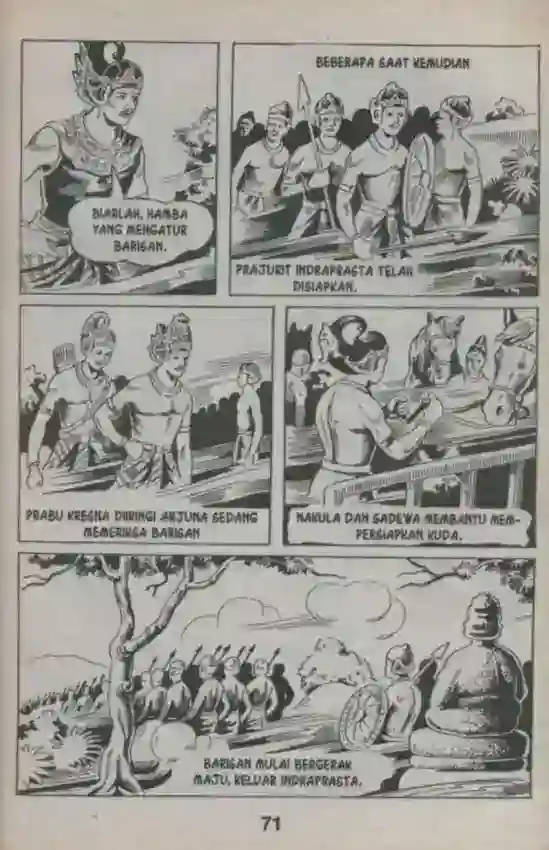 BIARLAH, HAMBA
YANG MENGATUR
BARISAN.
BEBERAPA SAAT KEMUDIAN
PRAJURIT INDRAPRASTA TELAH
DISIAPKAN.
PRABU KRESNA DIIRINGI ARJUNA SEDANG
MEMERIKSA BARISAN
NAKULA DAN SADEWA MEMBANTU MEM-
PERSIAPKAN KUDA.
BARISAN MULAI BERGERAK
MAJU, KELUAR INDRAPRASTA.
71